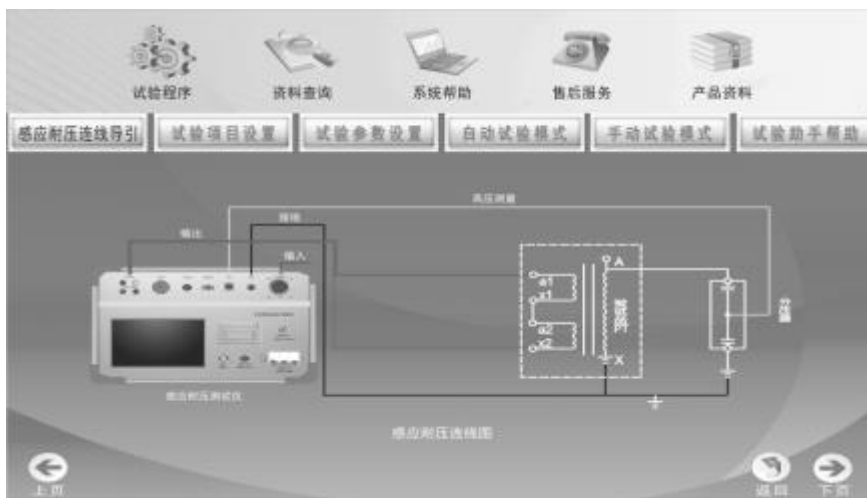 试验程序
资料查询
系统帮助
售后服务
产品资料
感应耐压连线导引
试验项目设置
试验参数设置
自动试验模式
手动试验模式
试验助手帮助
高压测量
接地
输出
输入
A
a1
x1
a2
x2
X
感应耐压测试仪
感应耐压连线图
上页
返回
下页